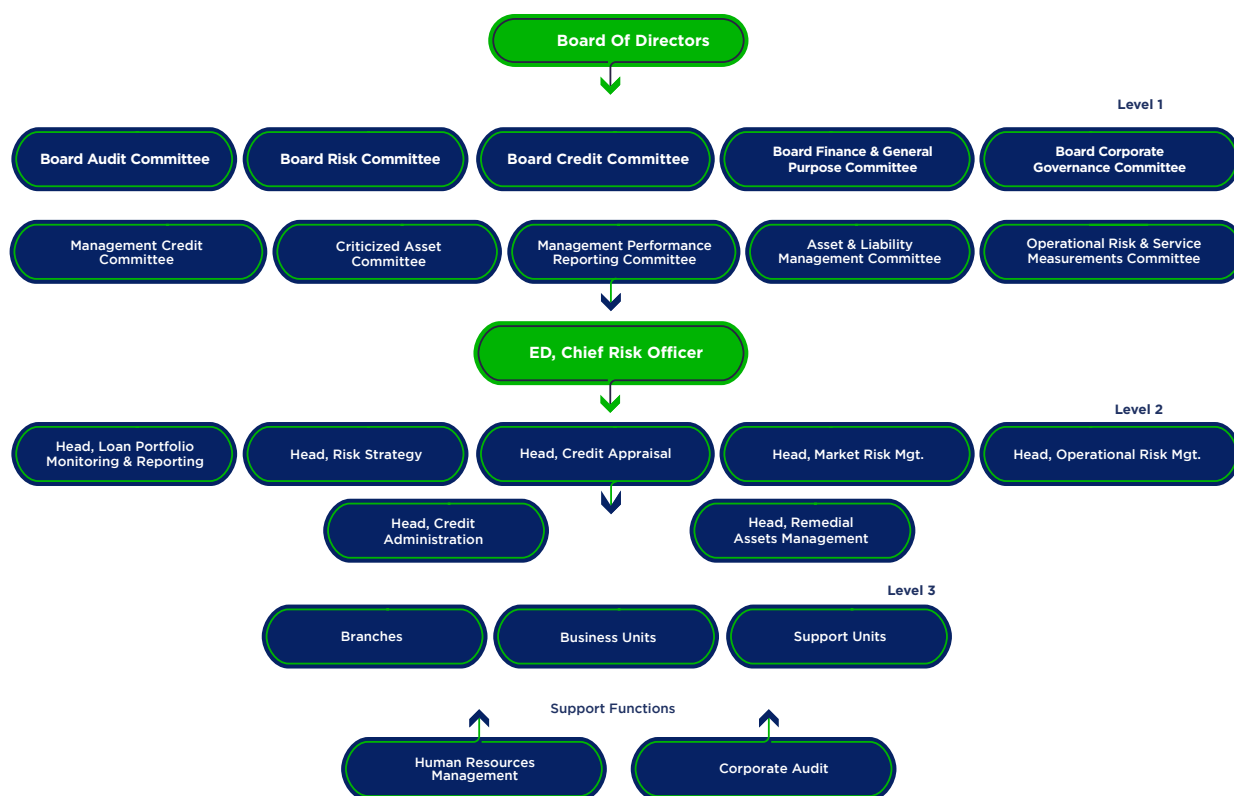 Board Of Directors
Level 1
Board Audit Committee
Board Risk Committee
Board Credit Committee
Board Finance & General
Purpose Committee
Board Corporate
Governance Committee
Management Credit
Committee
Criticized Asset
Committee
Management Performance
Reporting Committee
Asset & Liability
Management Committee
Operational Risk & Service
Measurements Committee
ED, Chief Risk Officer
Level 2
Head, Loan Portfolio
Monitoring & Reporting
Head, Risk Strategy
Head, Credit Appraisal
Head, Market Risk Mgt.
Head, Operational Risk Mgt.
Head, Credit
Administration
Head, Remedial
Assets Management
Level 3
Branches
Business Units
Support Units
Support Functions
Human Resources
Management
Corporate Audit